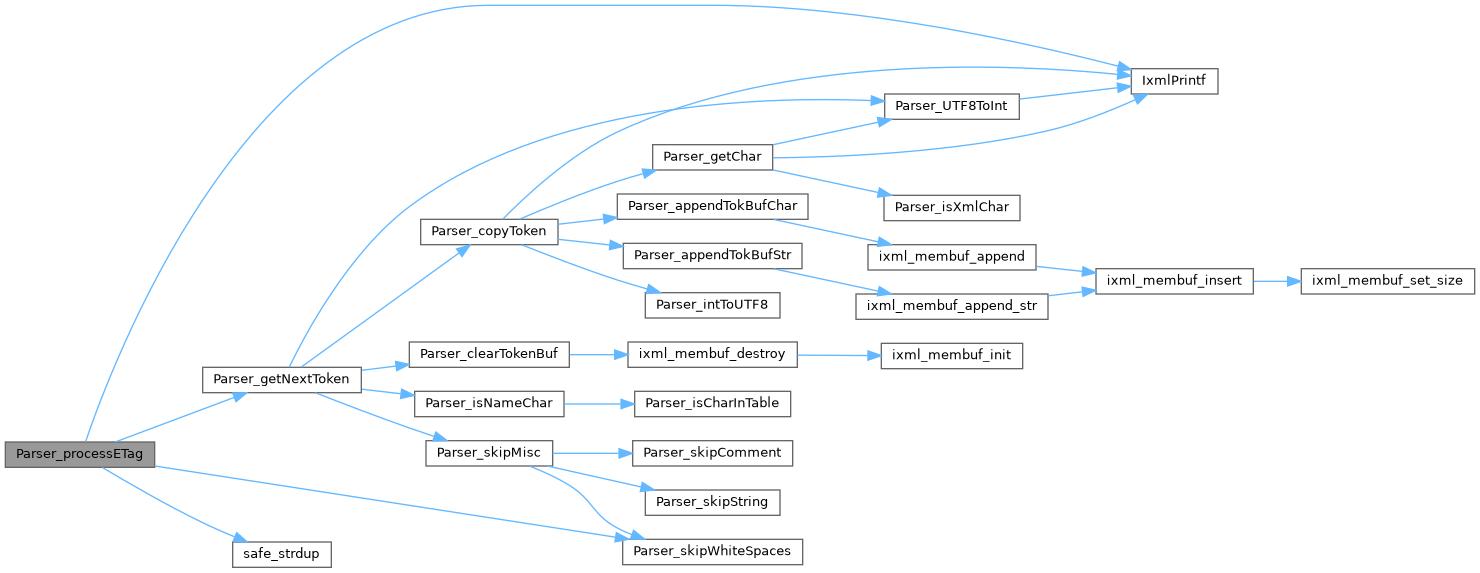 IxmlPrintf
Parser_UTF8ToInt
Parser_getChar
Parser_isXmlChar
Parser_appendTokBufChar
Parser_copyToken
Parser_appendTokBufStr
ixml_membuf_append
ixml_membuf_insert
ixml_membuf_set_size
Parser_intToUTF8
ixml_membuf_append_str
Parser_clearTokenBuf
ixml_membuf_destroy
ixml_membuf_init
Parser_getNextToken
Parser_isNameChar
Parser_isCharInTable
Parser_processETag
Parser_skipMisc
Parser_skipComment
Parser_skipString
safe_strdup
Parser_skipWhiteSpaces